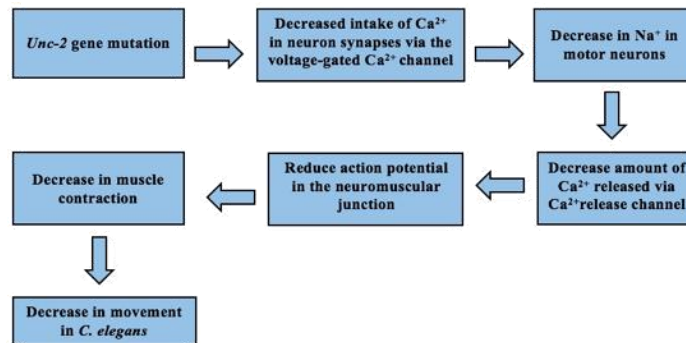 Unc-2 gene mutation
Decreased intake of Ca²⁺
in neuron synapses via the
voltage-gated Ca²⁺ channel
Decrease in Na⁺ in
motor neurons
Decrease amount of
Ca²⁺ released via
Ca²⁺release channel
Reduce action potential
in the neuromuscular
junction
Decrease in muscle
contraction
Decrease in movement
in C. elegans